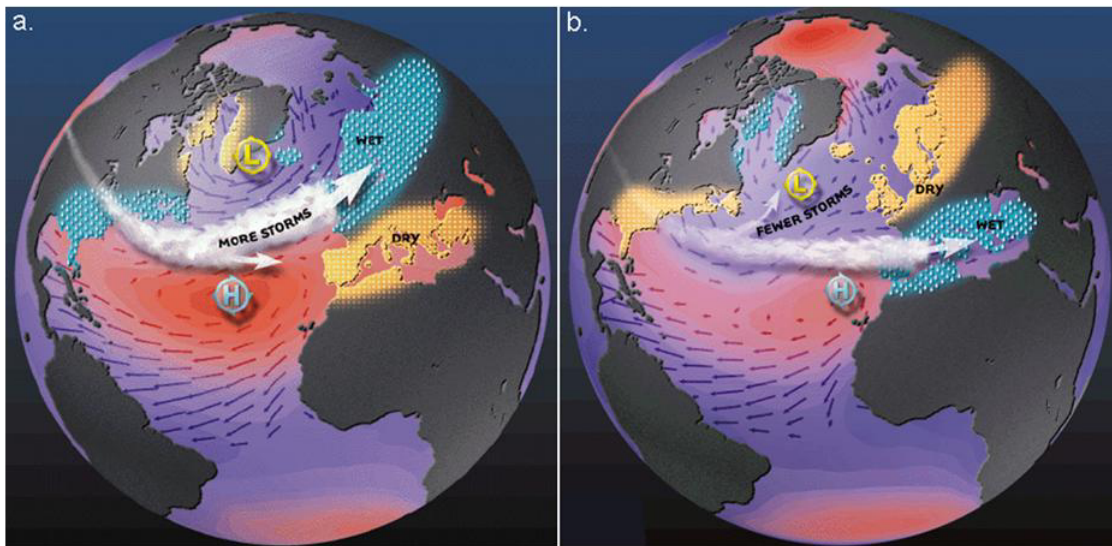 a.
L
WET
MORE STORMS
DRY
H
b.
L
DRY
FEWER STORMS
WET
H